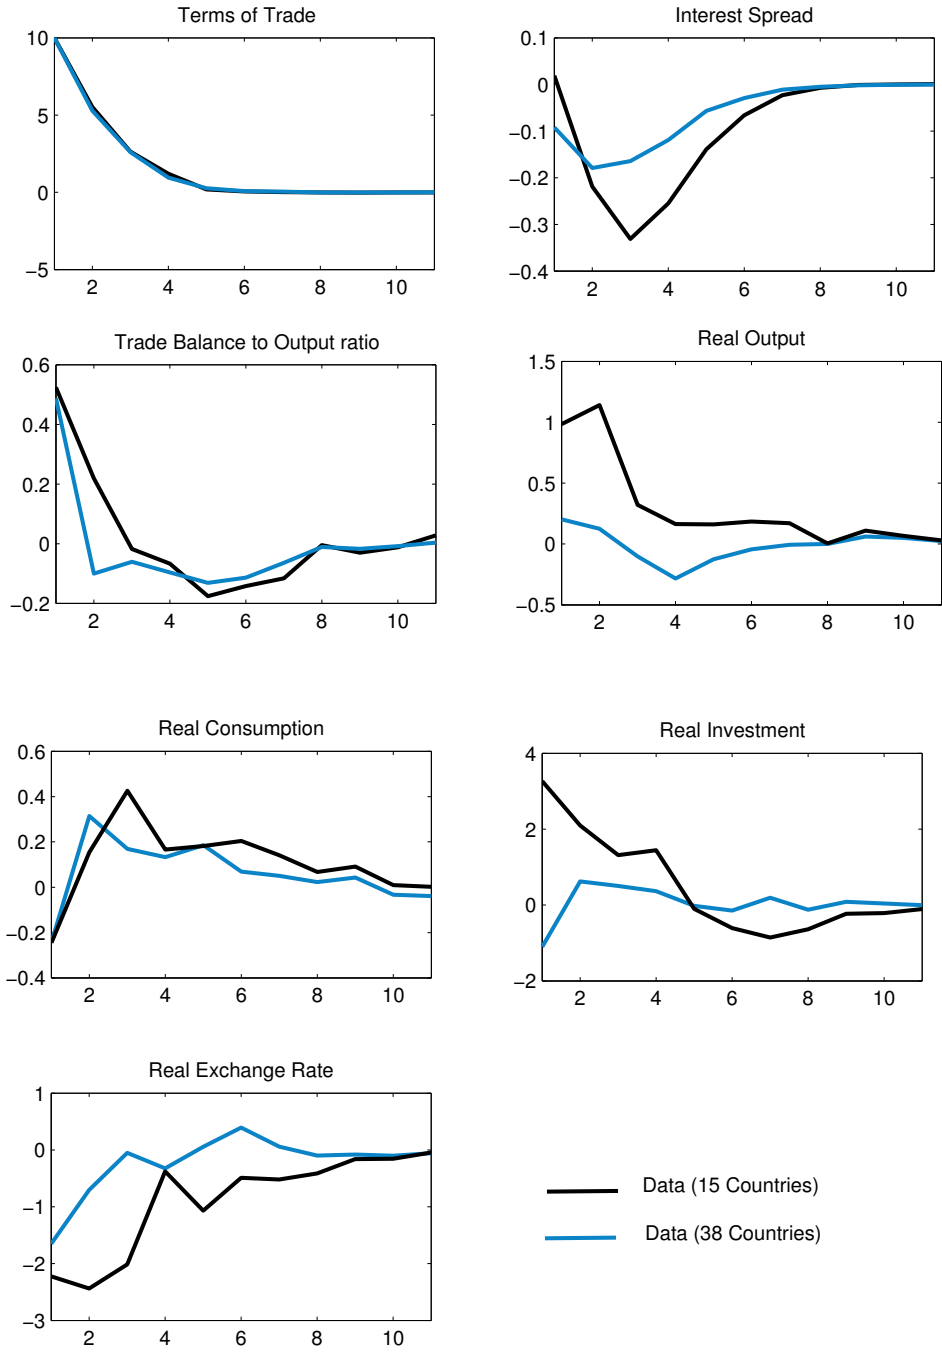 Terms of Trade
10
5
0
−5
2 4 6 8 10
Interest Spread
0.1
0
−0.1
−0.2
−0.3
−0.4
2 4 6 8 10
Trade Balance to Output ratio
0.6
0.4
0.2
0
−0.2
2 4 6 8 10
Real Output
1.5
1
0.5
0
−0.5
2 4 6 8 10
Real Consumption
0.6
0.4
0.2
0
−0.2
−0.4
2 4 6 8 10
Real Investment
4
2
0
−2
2 4 6 8 10
Real Exchange Rate
1
0
−1
−2
−3
2 4 6 8 10
Data (15 Countries)
Data (38 Countries)